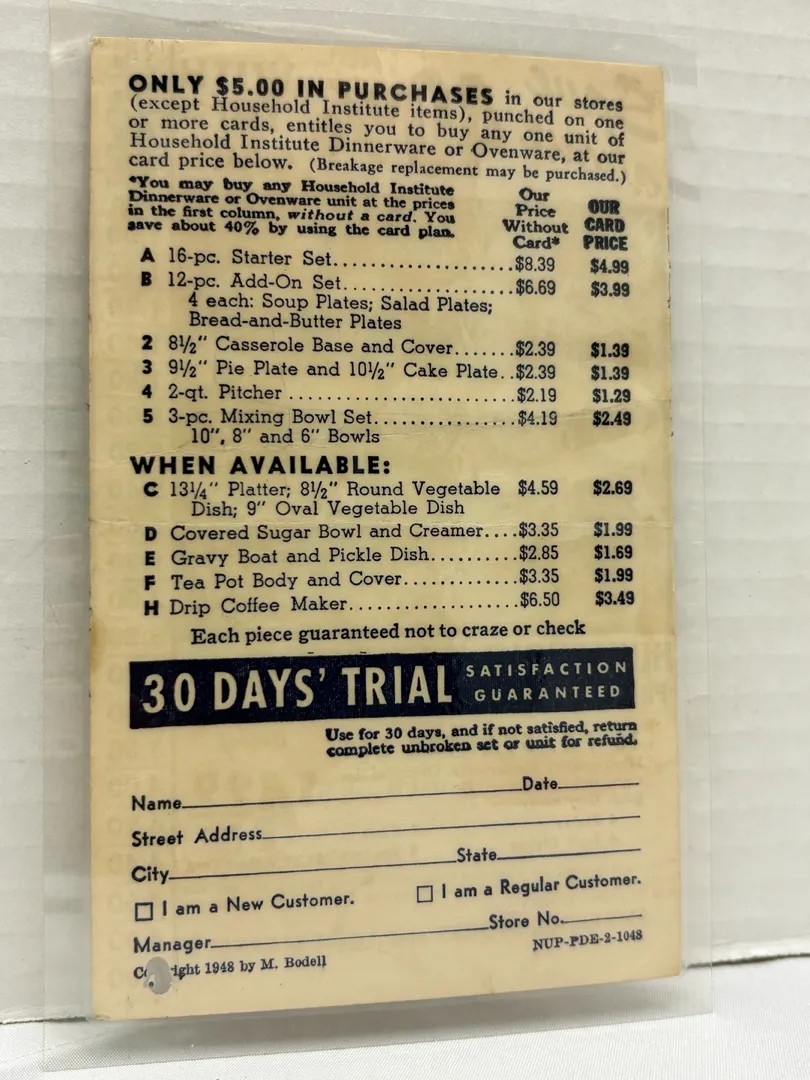 ONLY $5.00 IN PURCHASES in our stores
(except Household Institute items), punched on one
or more cards, entitles you to buy any one unit of
Household Institute Dinnerware or Ovenware, at our
card price below. (Breakage replacement may be purchased.)
*You may buy any Household Institute
Dinnerware or Ovenware unit at the prices
in the first column, without a card. You
save about 40% by using the card plan.
Our
Price
Without
Card*
OUR
CARD
PRICE
A 16-pc. Starter Set....................$8.39 $4.99
B 12-pc. Add-On Set...................$6.69 $3.99
4 each: Soup Plates; Salad Plates;
Bread-and-Butter Plates
2 8½" Casserole Base and Cover.......$2.39 $1.39
3 9½" Pie Plate and 10½" Cake Plate..$2.39 $1.39
4 2-qt. Pitcher ..........................$2.19 $1.29
5 3-pc. Mixing Bowl Set................$4.19 $2.49
10", 8" and 6" Bowls
WHEN AVAILABLE:
C 13¼" Platter; 8½" Round Vegetable $4.59 $2.69
Dish; 9" Oval Vegetable Dish
D Covered Sugar Bowl and Creamer....$3.35 $1.99
E Gravy Boat and Pickle Dish..........$2.85 $1.69
F Tea Pot Body and Cover.............$3.35 $1.99
H Drip Coffee Maker...................$6.50 $3.49
Each piece guaranteed not to craze or check
30 DAYS' TRIAL SATISFACTION
GUARANTEED
Use for 30 days, and if not satisfied, return
complete unbroken set or unit for refund.
Name Date
Street Address
City State
I am a New Customer. I am a Regular Customer.
Manager Store No.
NUP-PDE-2-1048
1948 by M. Bodell